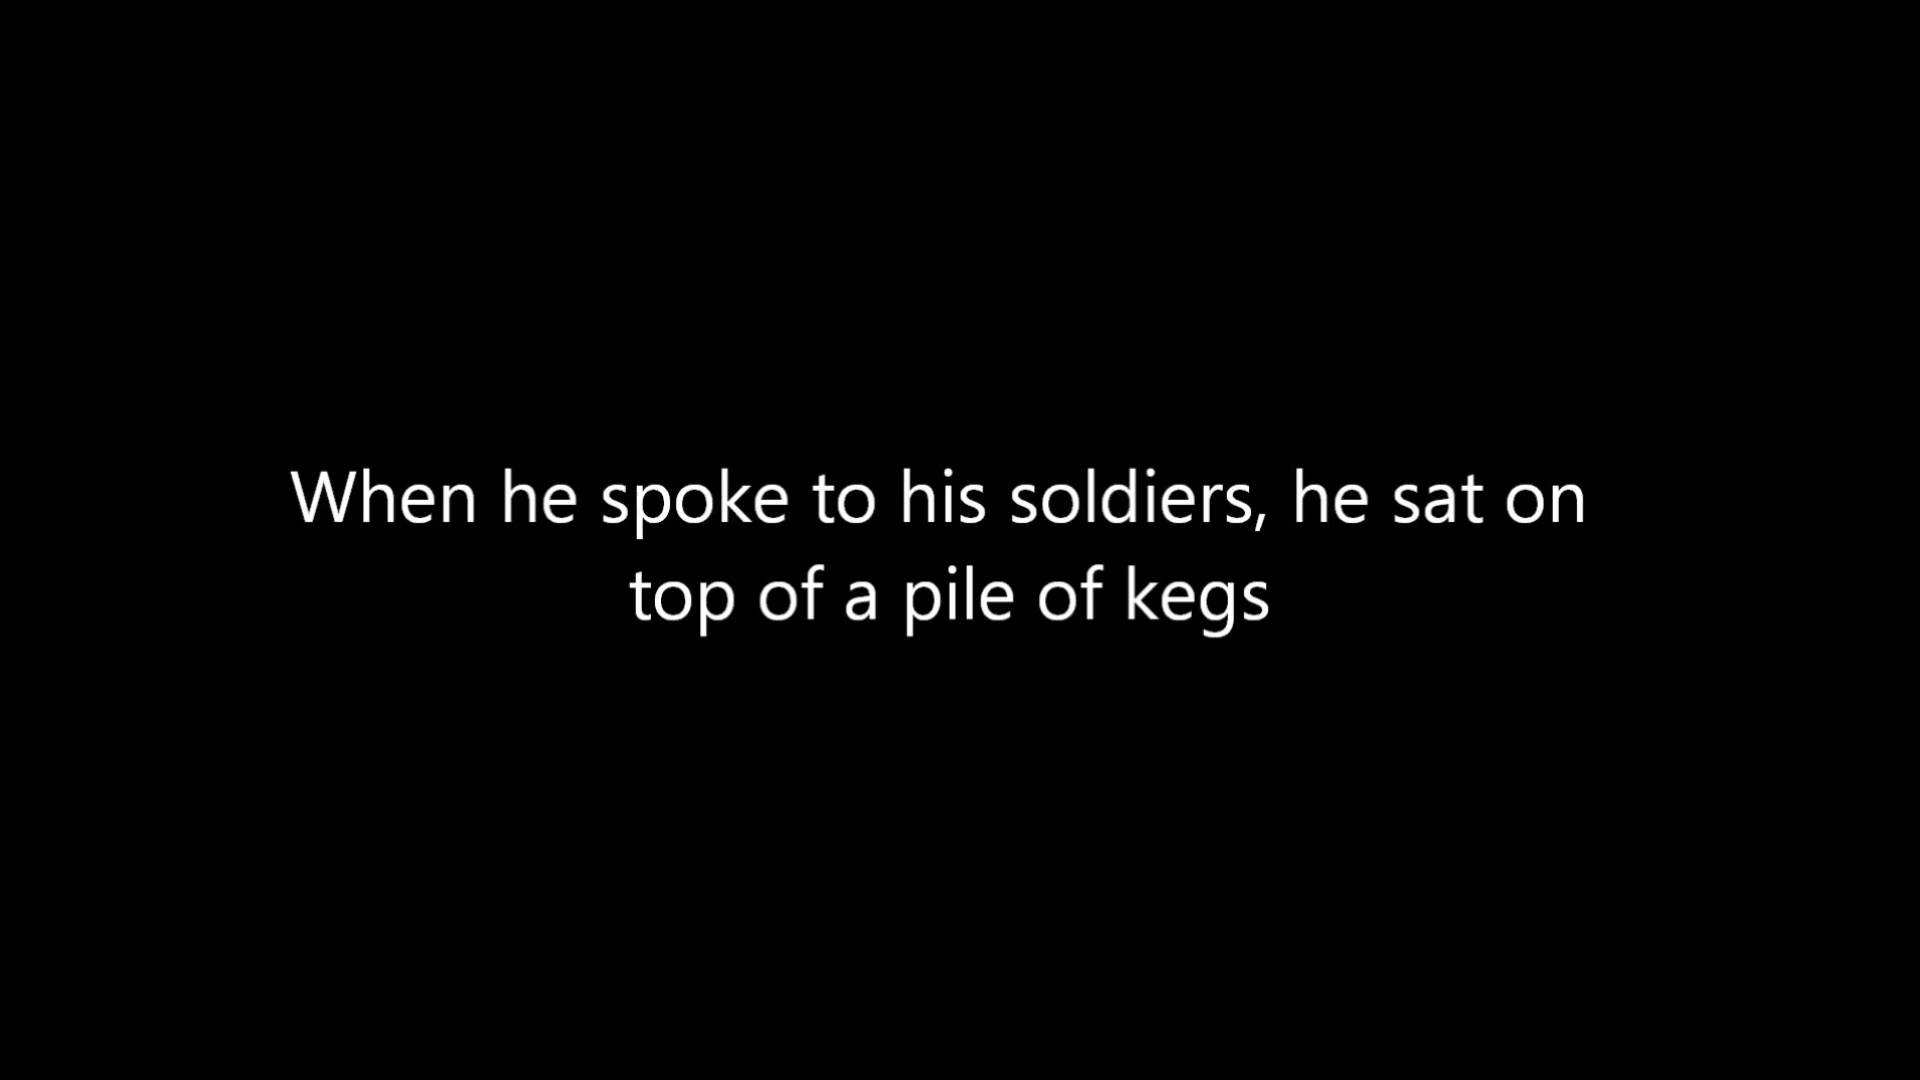 When he spoke to his soldiers, he sat on
top of a pile of kegs